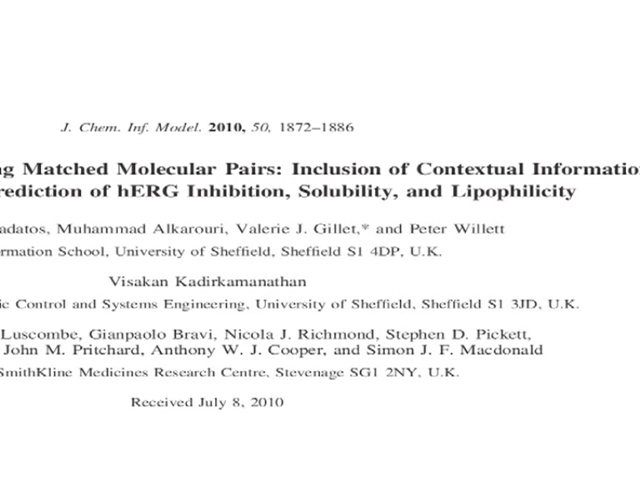 J. Chem. Inf. Model. 2010, 50, 1872–1886
ng Matched Molecular Pairs: Inclusion of Contextual Informatio
rediction of hERG Inhibition, Solubility, and Lipophilicity
adatos, Muhammad Alkarouri, Valerie J. Gillet,* and Peter Willett
rmation School, University of Sheffield, Sheffield S1 4DP, U.K.
Visakan Kadirkamanathan
ic Control and Systems Engineering, University of Sheffield, Sheffield S1 3JD, U.K.
Luscombe, Gianpaolo Bravi, Nicola J. Richmond, Stephen D. Pickett,
John M. Pritchard, Anthony W. J. Cooper, and Simon J. F. Macdonald
SmithKline Medicines Research Centre, Stevenage SG1 2NY, U.K.
Received July 8, 2010